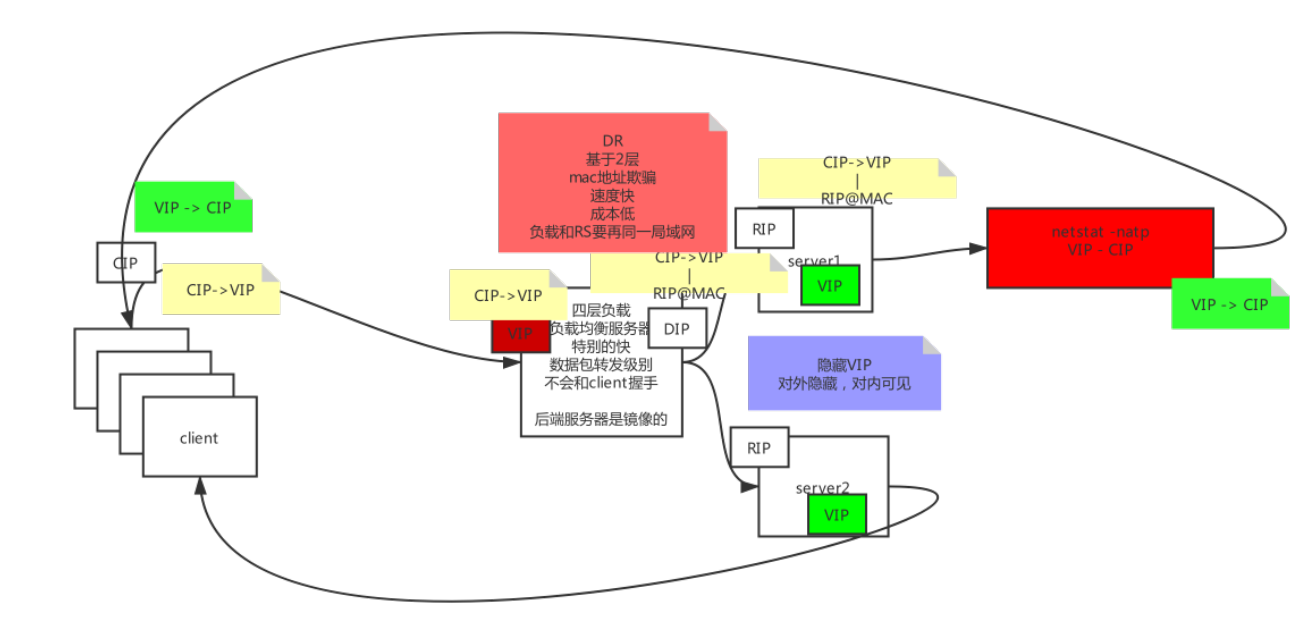 DR
基于2层
mac地址欺骗
速度快
成本低
负载和RS要再同一局域网
CIP->VIP
|
RIP@MAC
VIP -> CIP
RIP
netstat -natp
VIP - CIP
CIP
CIP->VIP
server1
VIP
CIP->VIP
CIP->VIP
|
RIP@MAC
VIP -> CIP
VIP
四层负载
负载均衡服务器
特别的快
数据包转发级别
不会和client握手
后端服务器是镜像的
DIP
隐藏VIP
对外隐藏，对内可见
client
RIP
server2
VIP